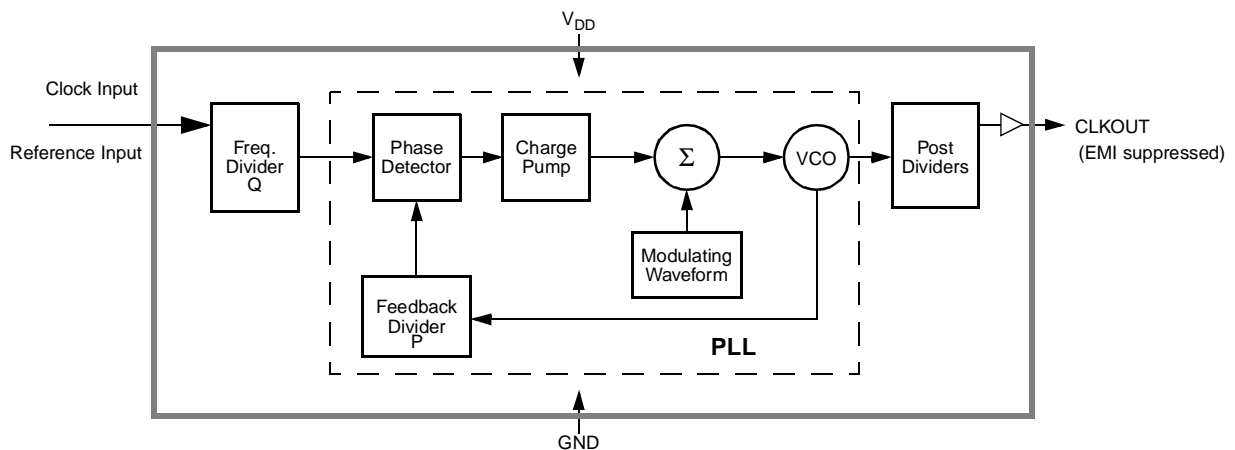 VDD
Clock Input
Reference Input
Freq.
Divider
Q
Phase
Detector
Charge
Pump
Σ
VCO
Post
Dividers
CLKOUT
(EMI suppressed)
Modulating
Waveform
Feedback
Divider
P
PLL
GND